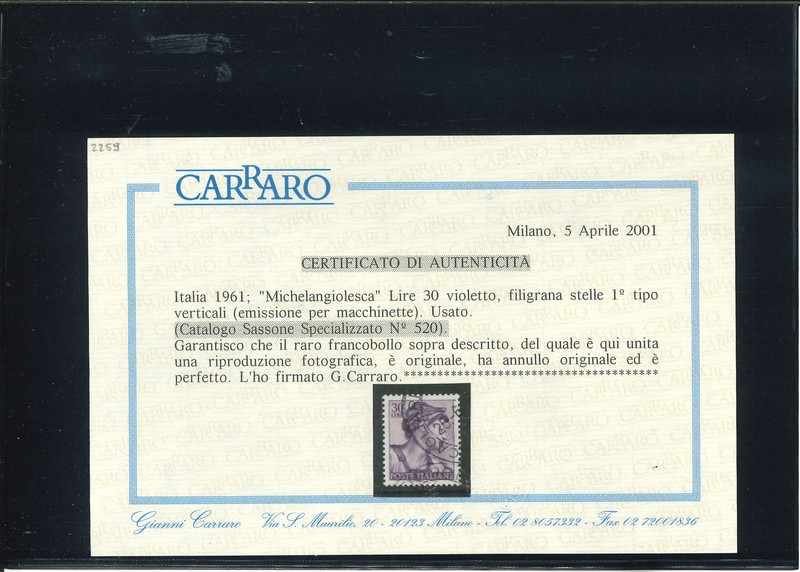 2259
CARRARO
Milano, 5 Aprile 2001
CERTIFICATO DI AUTENTICITÀ
Italia 1961; "Michelangiolesca" Lire 30 violetto, filigrana stelle 1º tipo
verticali (emissione per macchinette). Usato.
(Catalogo Sassone Specializzato Nº 520).
Garantisco che il raro francobollo sopra descritto, del quale è qui unita
una riproduzione fotografica, è originale, ha annullo originale ed è
perfetto. L'ho firmato G.Carraro.************************************
30
LIRE
POSTE ITALIANE
Gianni Carraro Via S. Maurilio, 20 - 20123 Milano - Tel. 02 8057332 - Fax 02 72001836